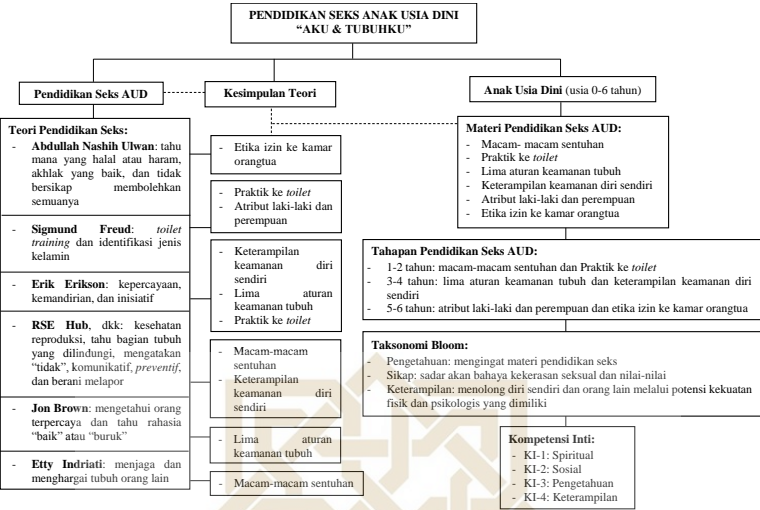 PENDIDIKAN SEKS ANAK USIA DINI
“AKU & TUBUHKU”
Pendidikan Seks AUD
Kesimpulan Teori
Anak Usia Dini (usia 0-6 tahun)
Teori Pendidikan Seks:
- Abdullah Nashih Ulwan: tahu
mana yang halal atau haram,
akhlak yang baik, dan tidak
bersikap membolehkan
semuanya
- Sigmund Freud: toilet
training dan identifikasi jenis
kelamin
- Erik Erikson: kepercayaan,
kemandirian, dan inisiatif
- RSE Hub, dkk: kesehatan
reproduksi, tahu bagian tubuh
yang dilindungi, mengatakan
“tidak”, komunikatif, preventif,
dan berani melapor
- Jon Brown: mengetahui orang
terpercaya dan tahu rahasia
“baik” atau “buruk”
- Etty Indriati: menjaga dan
menghargai tubuh orang lain
- Etika izin ke kamar
orangtua
- Praktik ke toilet
- Atribut laki-laki dan
perempuan
- Keterampilan
keamanan diri
sendiri
- Lima aturan
keamanan tubuh
- Praktik ke toilet
- Macam-macam
sentuhan
- Keterampilan
keamanan diri
sendiri
- Lima aturan
keamanan tubuh
- Macam-macam sentuhan
Materi Pendidikan Seks AUD:
- Macam- macam sentuhan
- Praktik ke toilet
- Lima aturan keamanan tubuh
- Keterampilan keamanan diri sendiri
- Atribut laki-laki dan perempuan
- Etika izin ke kamar orangtua
Tahapan Pendidikan Seks AUD:
- 1-2 tahun: macam-macam sentuhan dan Praktik ke toilet
- 3-4 tahun: lima aturan keamanan tubuh dan keterampilan keamanan diri
sendiri
- 5-6 tahun: atribut laki-laki dan perempuan dan etika izin ke kamar orangtua
Taksonomi Bloom:
- Pengetahuan: mengingat materi pendidikan seks
- Sikap: sadar akan bahaya kekerasan seksual dan nilai-nilai
- Keterampilan: menolong diri sendiri dan orang lain melalui potensi kekuatan
fisik dan psikologis yang dimiliki
Kompetensi Inti:
- KI-1: Spiritual
- KI-2: Sosial
- KI-3: Pengetahuan
- KI-4: Keterampilan